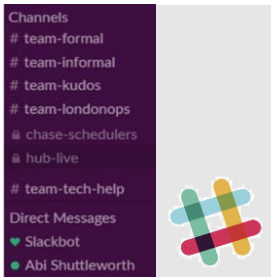 Channels
# team-formal
# team-informal
# team-kudos
# team-londonops
chase-schedulers
hub-live
# team-tech-help
Direct Messages
Slackbot
Abi Shuttleworth